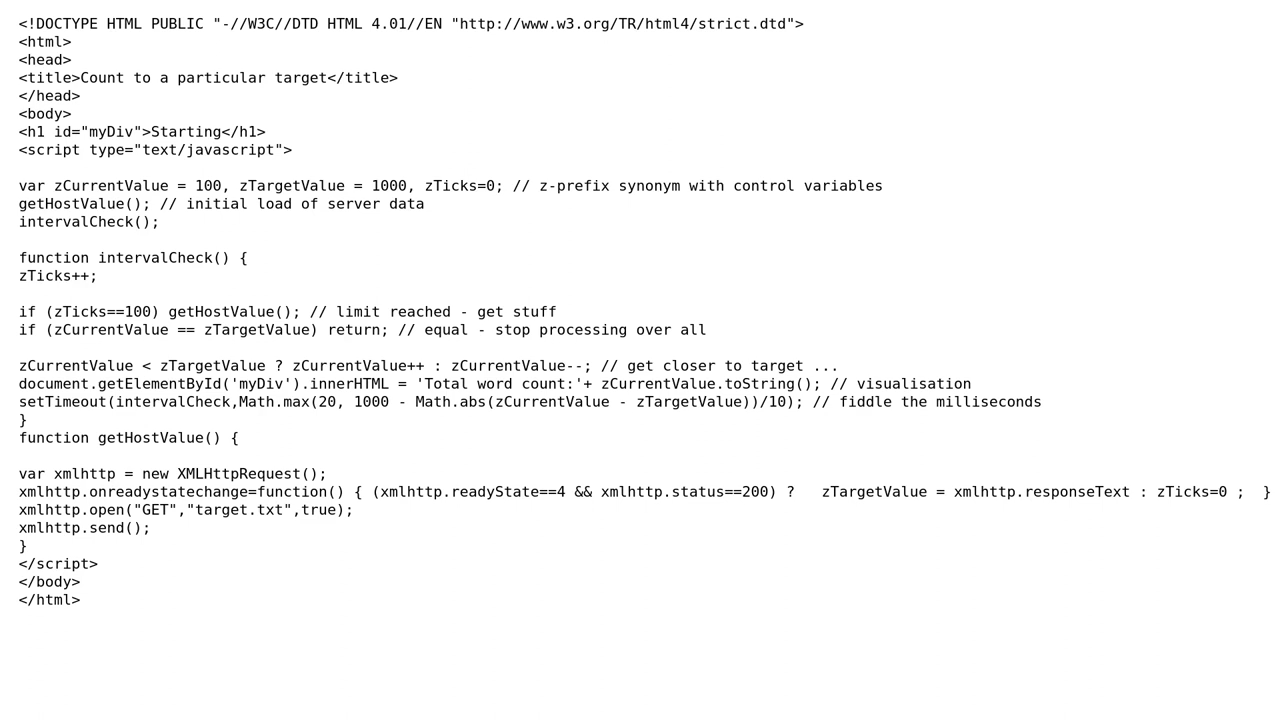 <!DOCTYPE HTML PUBLIC "-//W3C//DTD HTML 4.01//EN "http://www.w3.org/TR/html4/strict.dtd">
<html>
<head>
<title>Count to a particular target</title>
</head>
<body>
<h1 id="myDiv">Starting</h1>
<script type="text/javascript">
var zCurrentValue = 100, zTargetValue = 1000, zTicks=0; // z-prefix synonym with control variables
getHostValue(); // initial load of server data
intervalCheck();
function intervalCheck() {
zTicks++;
if (zTicks==100) getHostValue(); // limit reached - get stuff
if (zCurrentValue == zTargetValue) return; // equal - stop processing over all
zCurrentValue < zTargetValue ? zCurrentValue++ : zCurrentValue--; // get closer to target ...
document.getElementById('myDiv').innerHTML = 'Total word count:'+ zCurrentValue.toString(); // visualisation
setTimeout(intervalCheck,Math.max(20, 1000 - Math.abs(zCurrentValue - zTargetValue))/10); // fiddle the milliseconds
}
function getHostValue() {
var xmlhttp = new XMLHttpRequest();
xmlhttp.onreadystatechange=function() { (xmlhttp.readyState==4 && xmlhttp.status==200) ?   zTargetValue = xmlhttp.responseText : zTicks=0 ;  }
xmlhttp.open("GET","target.txt",true);
xmlhttp.send();
}
</script>
</body>
</html>